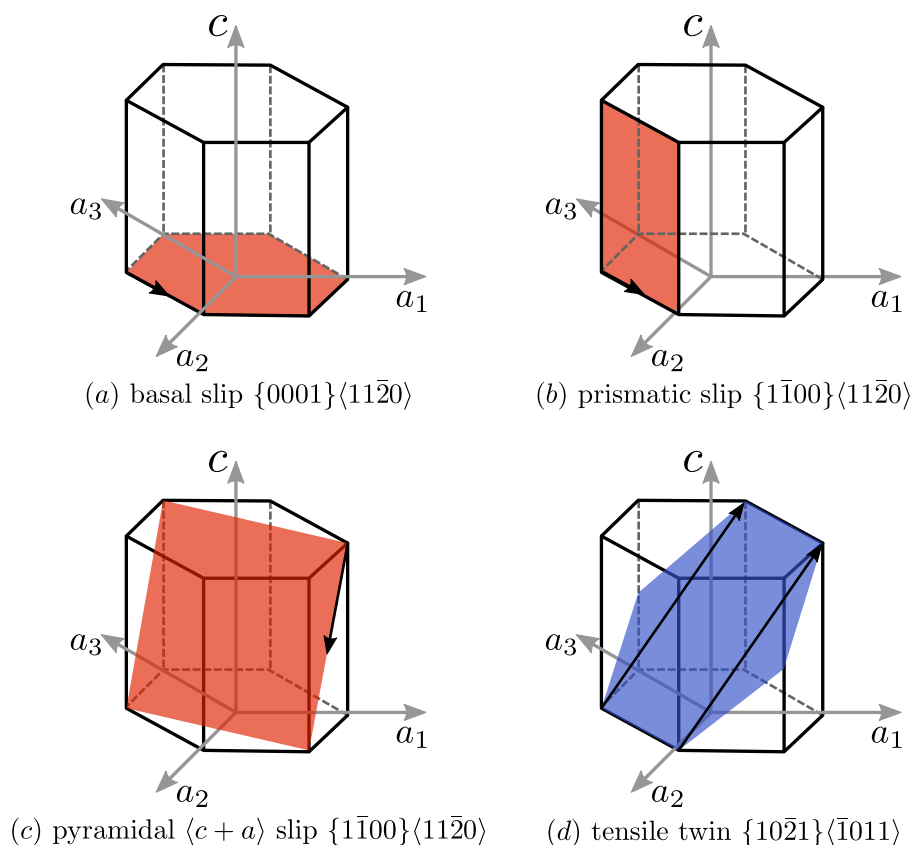 c c
a₃ a₃
a₁ a₁
a₂ a₂
(a) basal slip {0001}⟨112̄0⟩ (b) prismatic slip {11̄00}⟨112̄0⟩
c c
a₃ a₃
a₁ a₁
a₂ a₂
(c) pyramidal ⟨c + a⟩ slip {11̄00}⟨112̄0⟩ (d) tensile twin {102̄1}⟨1̄011⟩